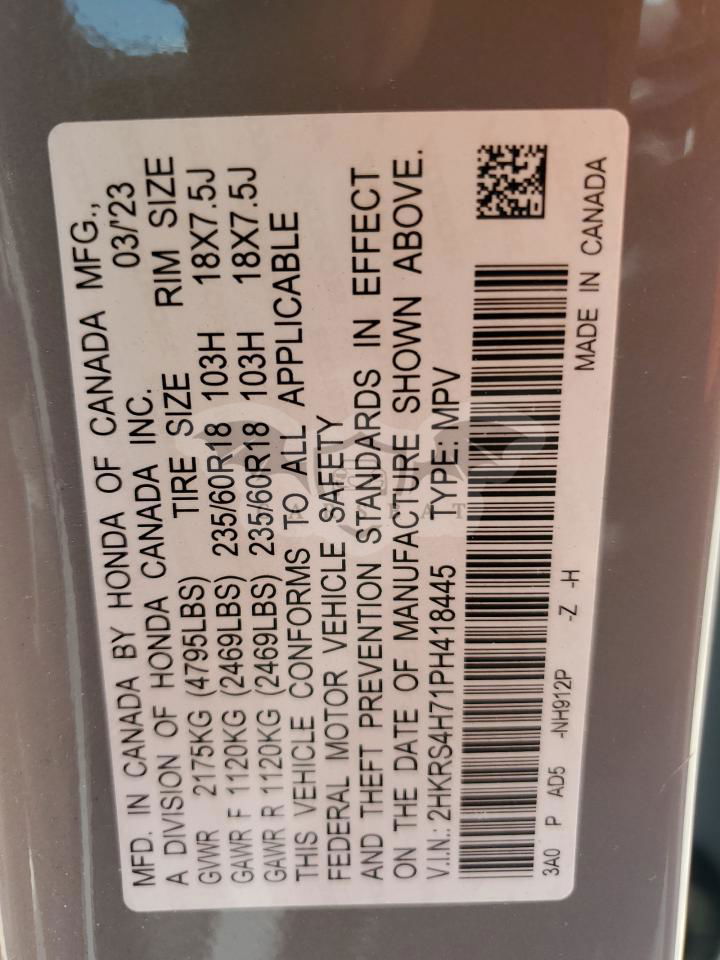 MFD. IN CANADA BY HONDA OF CANADA MFG.,
A DIVISION OF HONDA CANADA INC. 03/'23
GVWR 2175KG (4795LBS) TIRE SIZE RIM SIZE
GAWR F 1120KG (2469LBS) 235/60R18 103H 18X7.5J
GAWR R 1120KG (2469LBS) 235/60R18 103H 18X7.5J
THIS VEHICLE CONFORMS TO ALL APPLICABLE
FEDERAL MOTOR VEHICLE SAFETY
AND THEFT PREVENTION STANDARDS IN EFFECT
ON THE DATE OF MANUFACTURE SHOWN ABOVE.
V.I.N.: 2HKRS4H71PH418445 TYPE: MPV
3A0 P AD5 -NH912P -Z -H
MADE IN CANADA